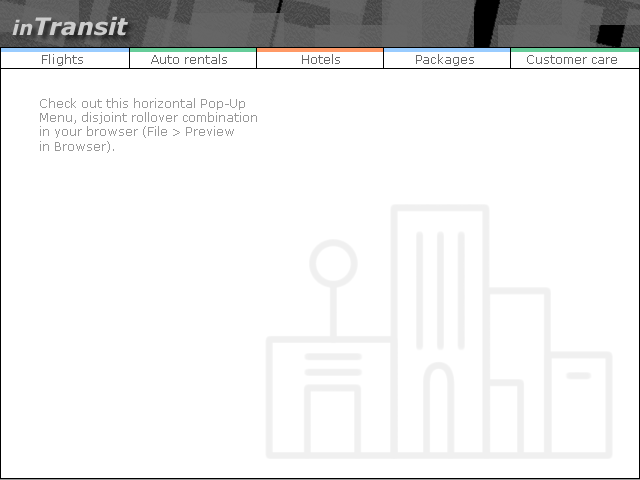 inTransit
Flights Auto rentals Hotels Packages Customer care
Check out this horizontal Pop-Up
Menu, disjoint rollover combination
in your browser (File > Preview
in Browser).